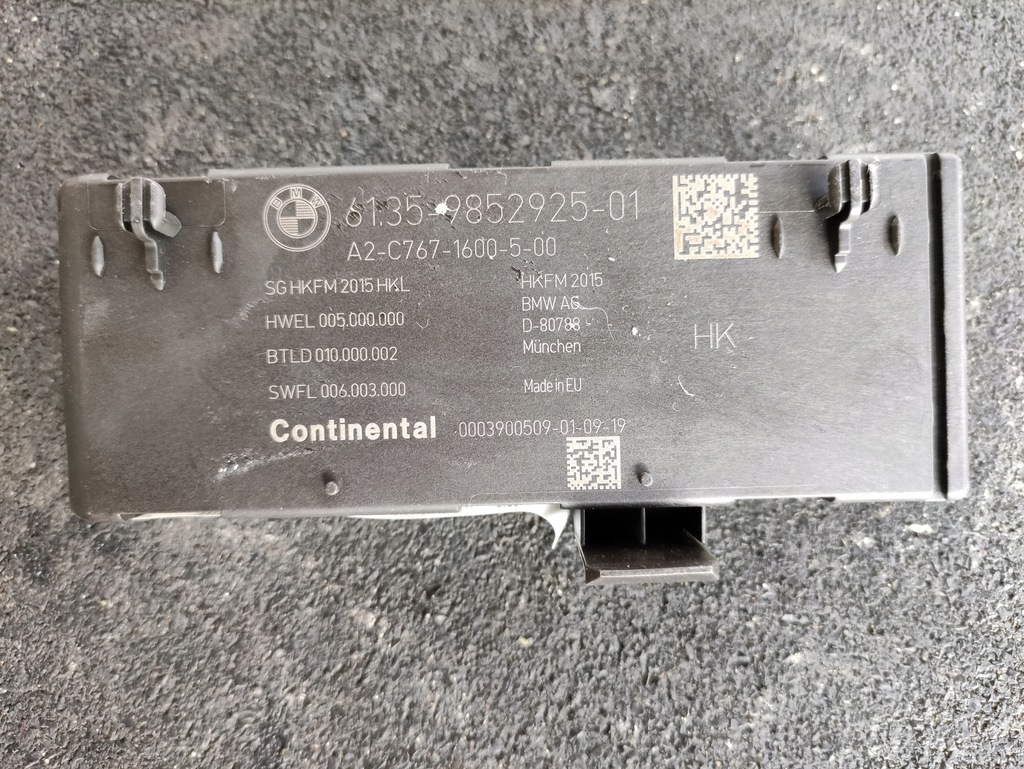 BMW
61.35-9852925-01
A2-C767-1600-5-00
SG HKFM 2015 HKL
HWEL 005.000.000
BTLD 010.000.002
SWFL 006.003.000
HKFM 2015
BMW AG
D-80788
München
Made in EU
HK
Continental 0003900509-01-09-19